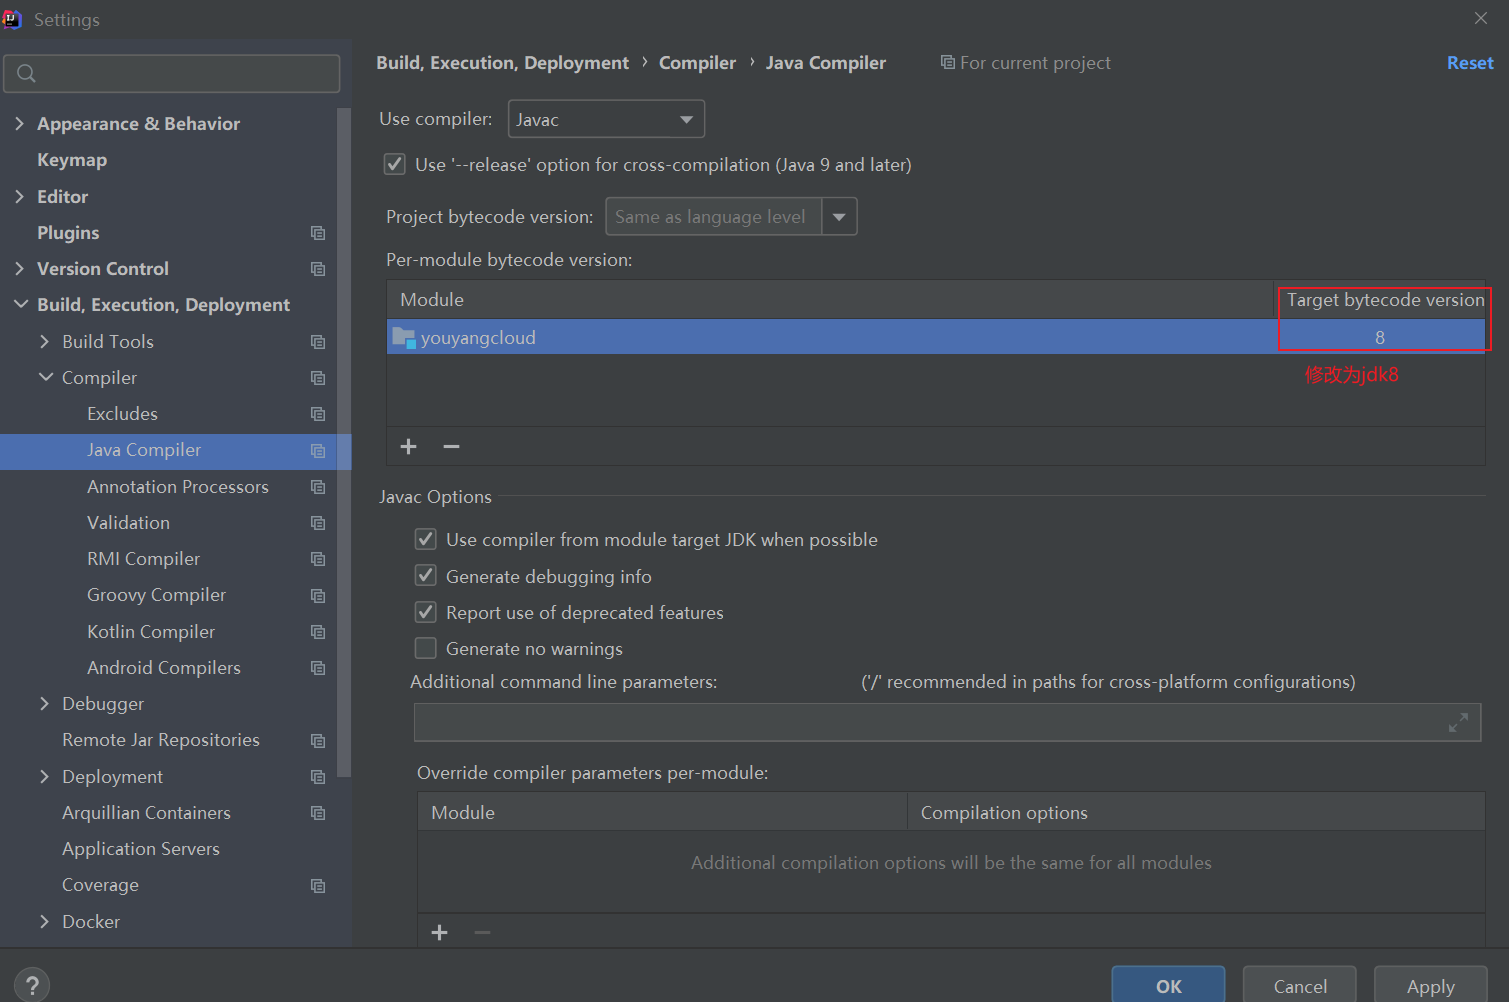 Settings
Appearance & Behavior
Keymap
Editor
Plugins
Version Control
Build, Execution, Deployment
Build Tools
Compiler
Excludes
Java Compiler
Annotation Processors
Validation
RMI Compiler
Groovy Compiler
Kotlin Compiler
Android Compilers
Debugger
Remote Jar Repositories
Deployment
Arquillian Containers
Application Servers
Coverage
Docker
?
Build, Execution, Deployment › Compiler › Java Compiler For current project Reset
Use compiler: Javac
Use '--release' option for cross-compilation (Java 9 and later)
Project bytecode version: Same as language level
Per-module bytecode version:
Module Target bytecode version
youyangcloud 8
修改为jdk8
Javac Options
Use compiler from module target JDK when possible
Generate debugging info
Report use of deprecated features
Generate no warnings
Additional command line parameters: ('/' recommended in paths for cross-platform configurations)
Override compiler parameters per-module:
Module Compilation options
Additional compilation options will be the same for all modules
OK Cancel Apply